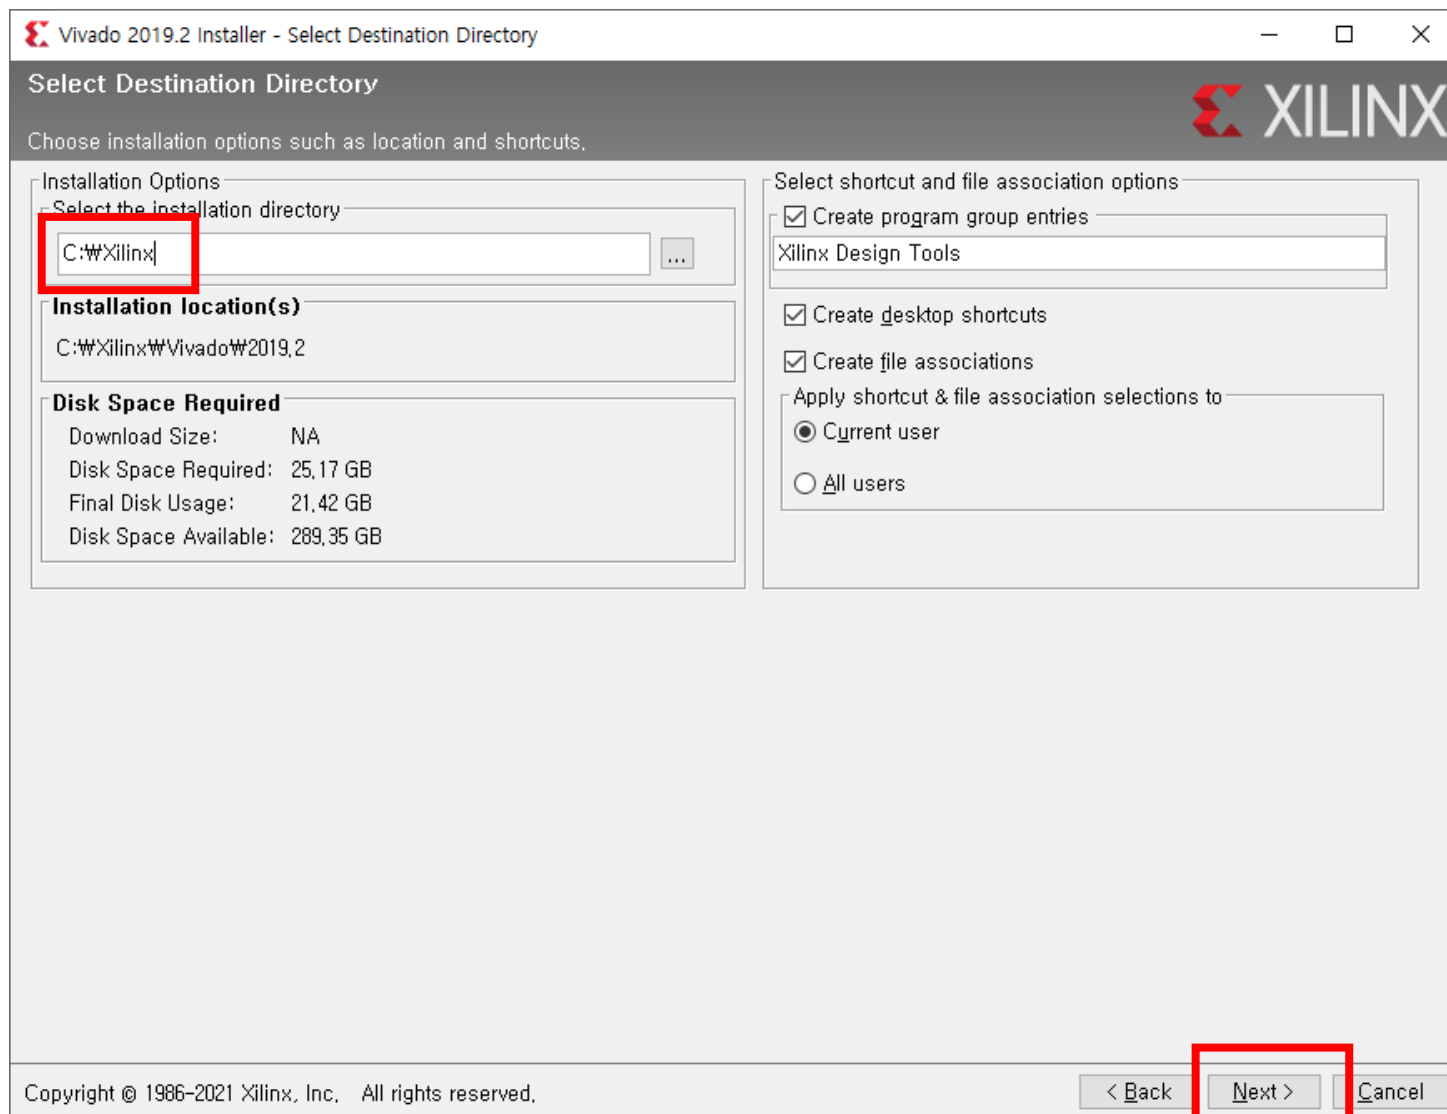 Vivado 2019.2 Installer - Select Destination Directory
Select Destination Directory
XILINX
Choose installation options such as location and shortcuts.
Installation Options
Select the installation directory
C:₩Xilinx
...
Installation location(s)
C:₩Xilinx₩Vivado₩2019.2
Disk Space Required
Download Size: NA
Disk Space Required: 25.17 GB
Final Disk Usage: 21.42 GB
Disk Space Available: 289.35 GB
Select shortcut and file association options
Create program group entries
Xilinx Design Tools
Create desktop shortcuts
Create file associations
Apply shortcut & file association selections to
Current user
All users
Copyright © 1986-2021 Xilinx, Inc. All rights reserved.
< Back
Next >
Cancel